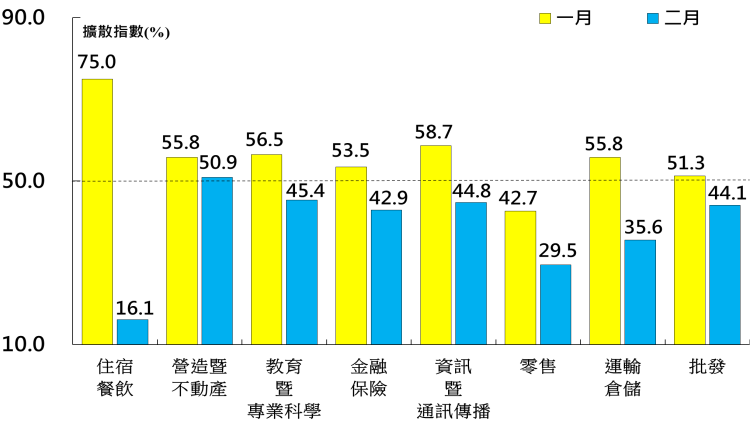 90.0
擴散指數(%)
一月
二月
75.0
55.8
56.5
53.5
58.7
42.7
55.8
51.3
50.9
45.4
42.9
44.8
29.5
35.6
44.1
16.1
50.0
10.0
住宿
餐飲
營造暨
不動產
教育
暨
專業科學
金融
保險
資訊
暨
通訊傳播
零售
運輸
倉儲
批發